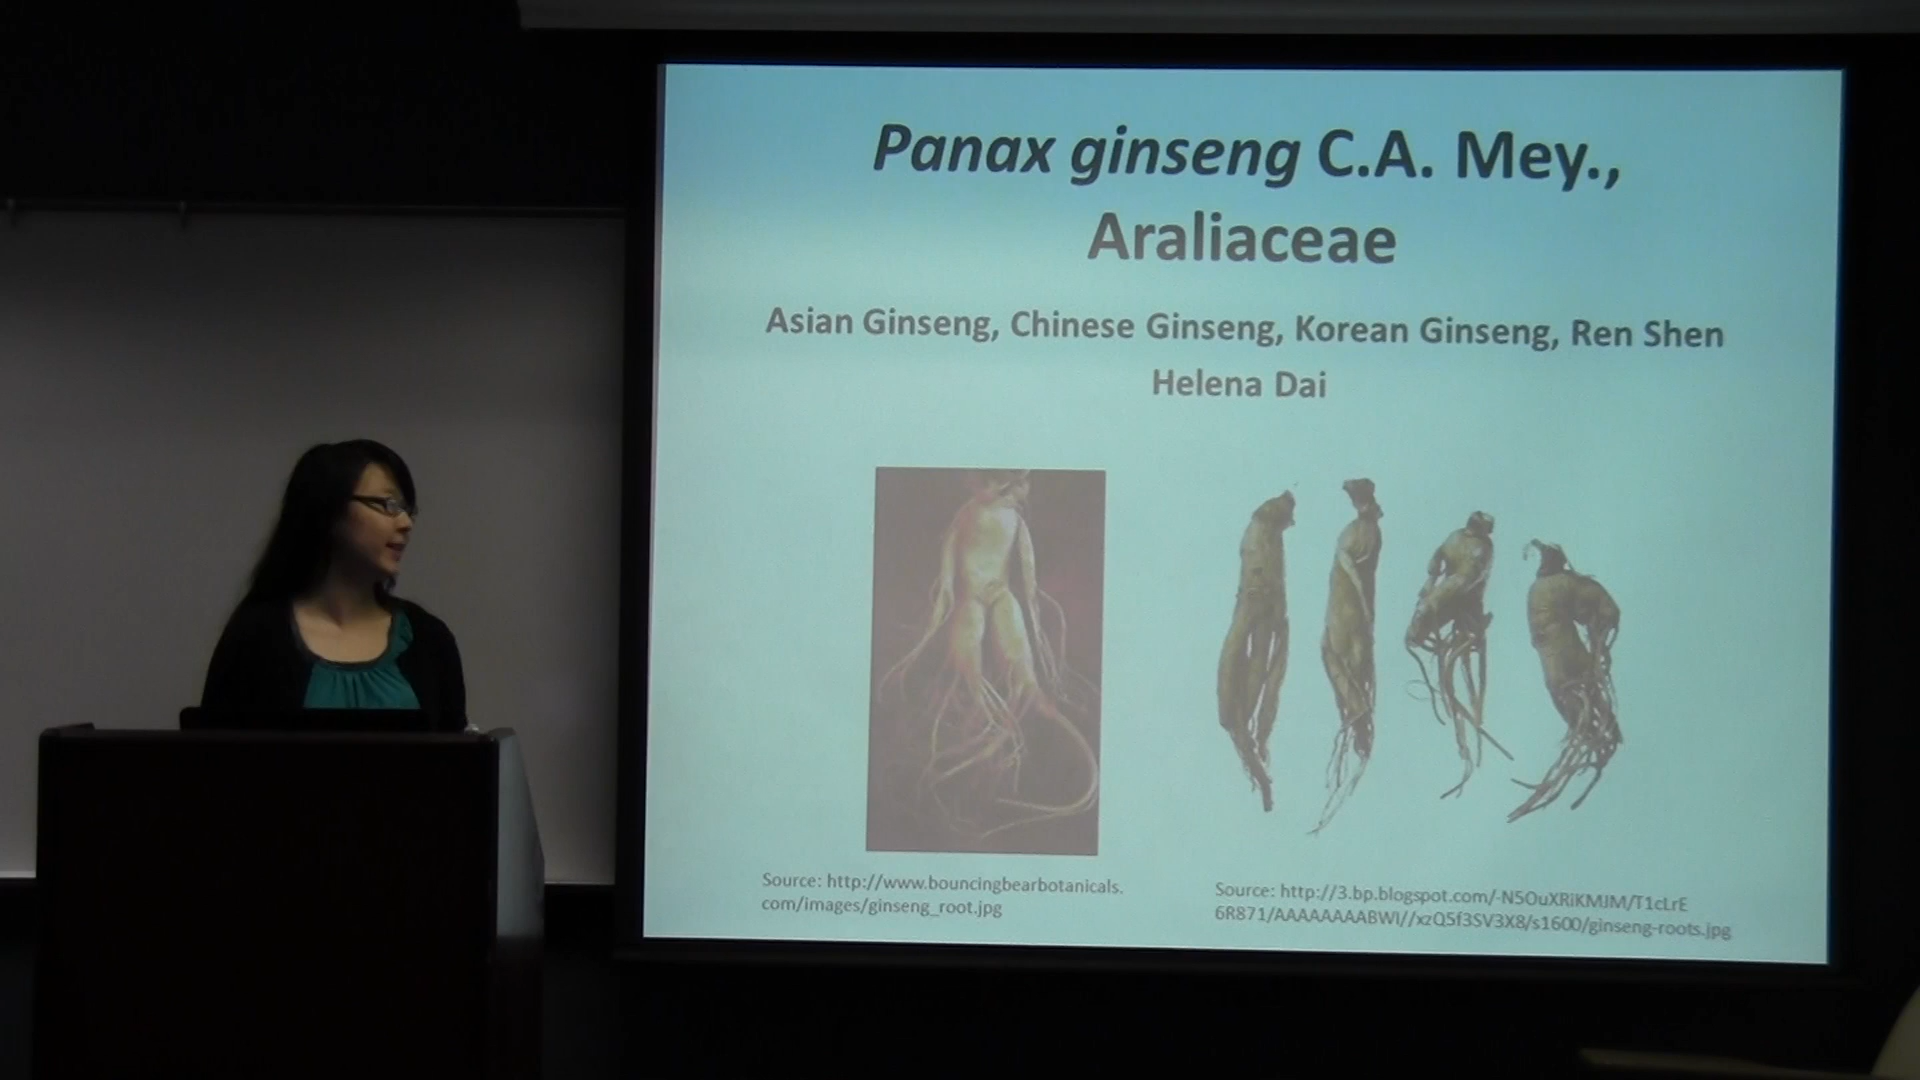 Panax ginseng C.A. Mey.,
Araliaceae
Asian Ginseng, Chinese Ginseng, Korean Ginseng, Ren Shen
Helena Dai
Source: http://www.bouncingbearbotanicals.
com/images/ginseng_root.jpg
Source: http://3.bp.blogspot.com/-N5OuXRiKMJM/T1cLrE
6R871/AAAAAAAABWI//xzQ5f3SV3X8/s1600/ginseng-roots.jpg